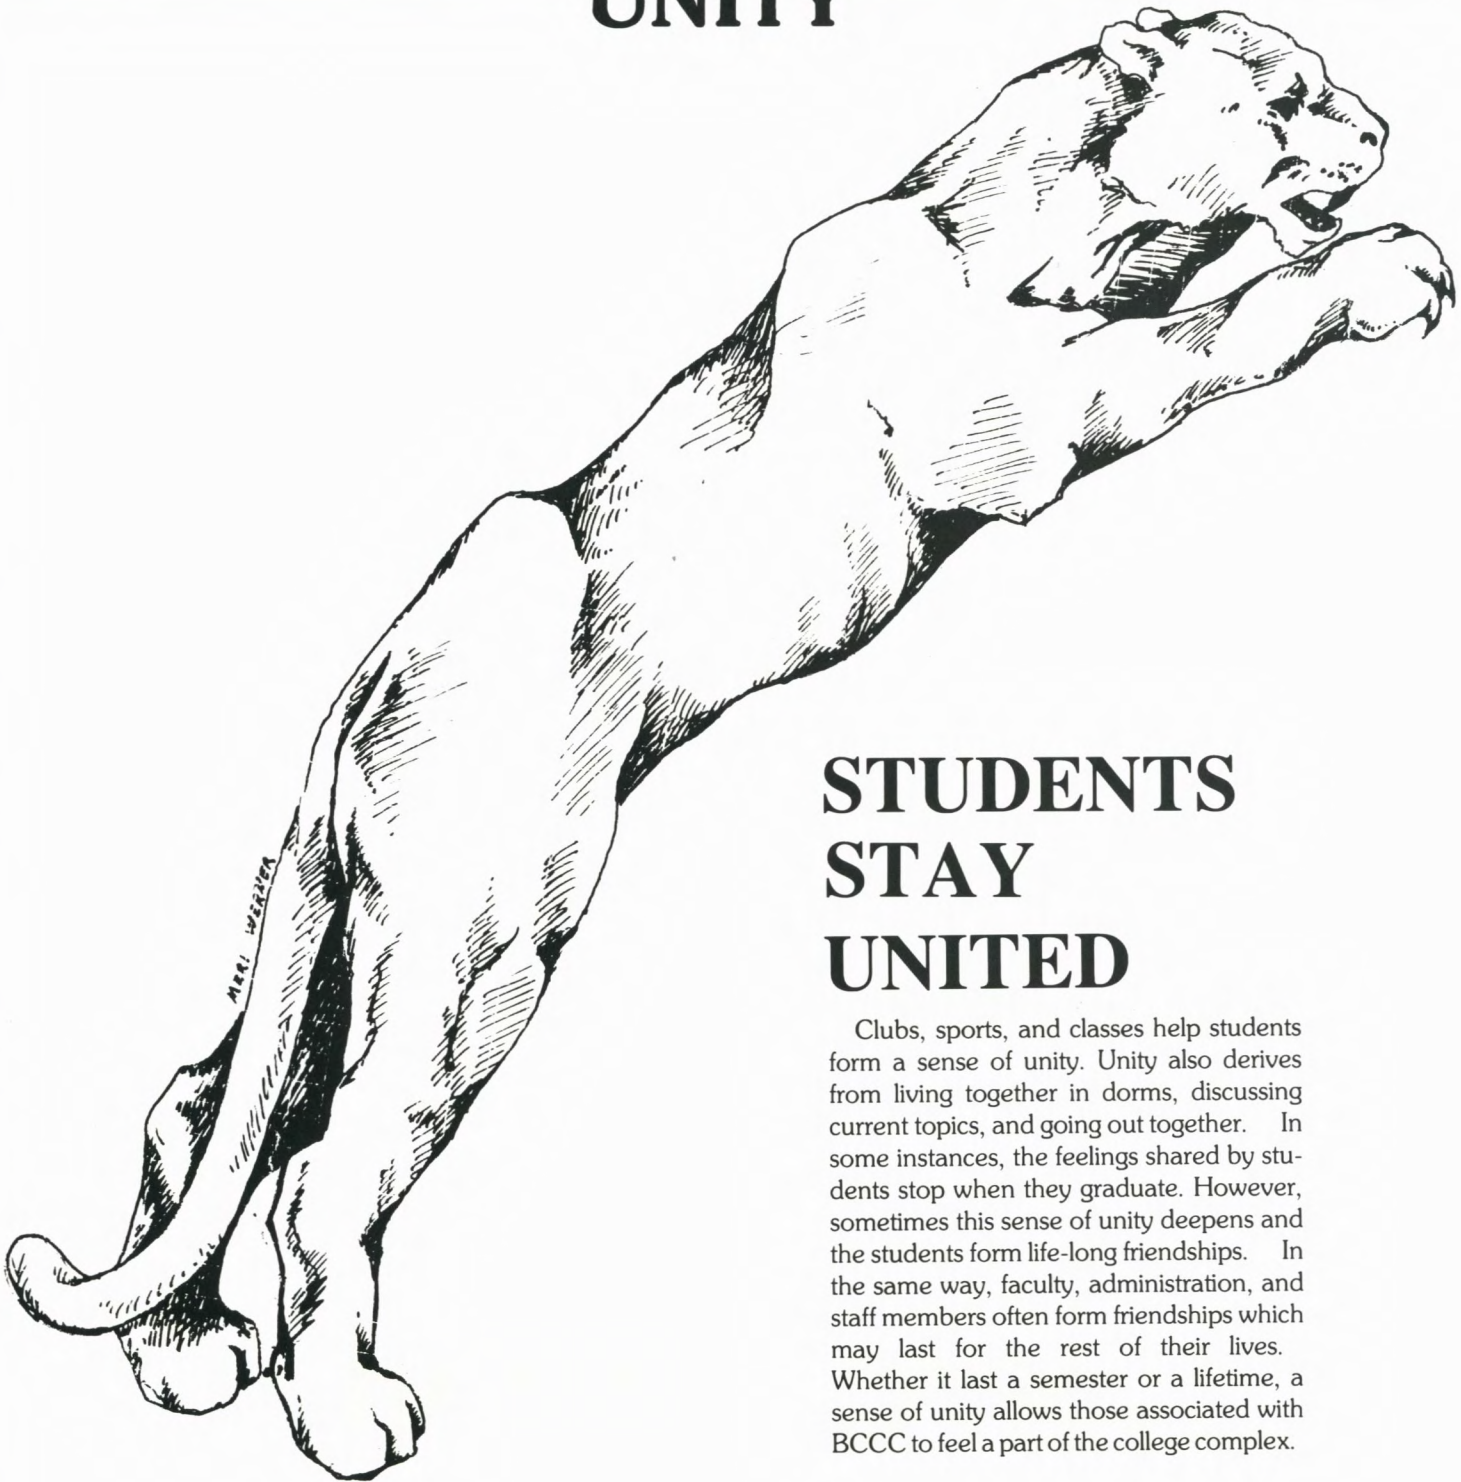 UNITY
MERI WERNER
STUDENTS
STAY
UNITED
Clubs, sports, and classes help students
form a sense of unity. Unity also derives
from living together in dorms, discussing
current topics, and going out together. In
some instances, the feelings shared by stu-
dents stop when they graduate. However,
sometimes this sense of unity deepens and
the students form life-long friendships. In
the same way, faculty, administration, and
staff members often form friendships which
may last for the rest of their lives.
Whether it last a semester or a lifetime, a
sense of unity allows those associated with
BCCC to feel a part of the college complex.